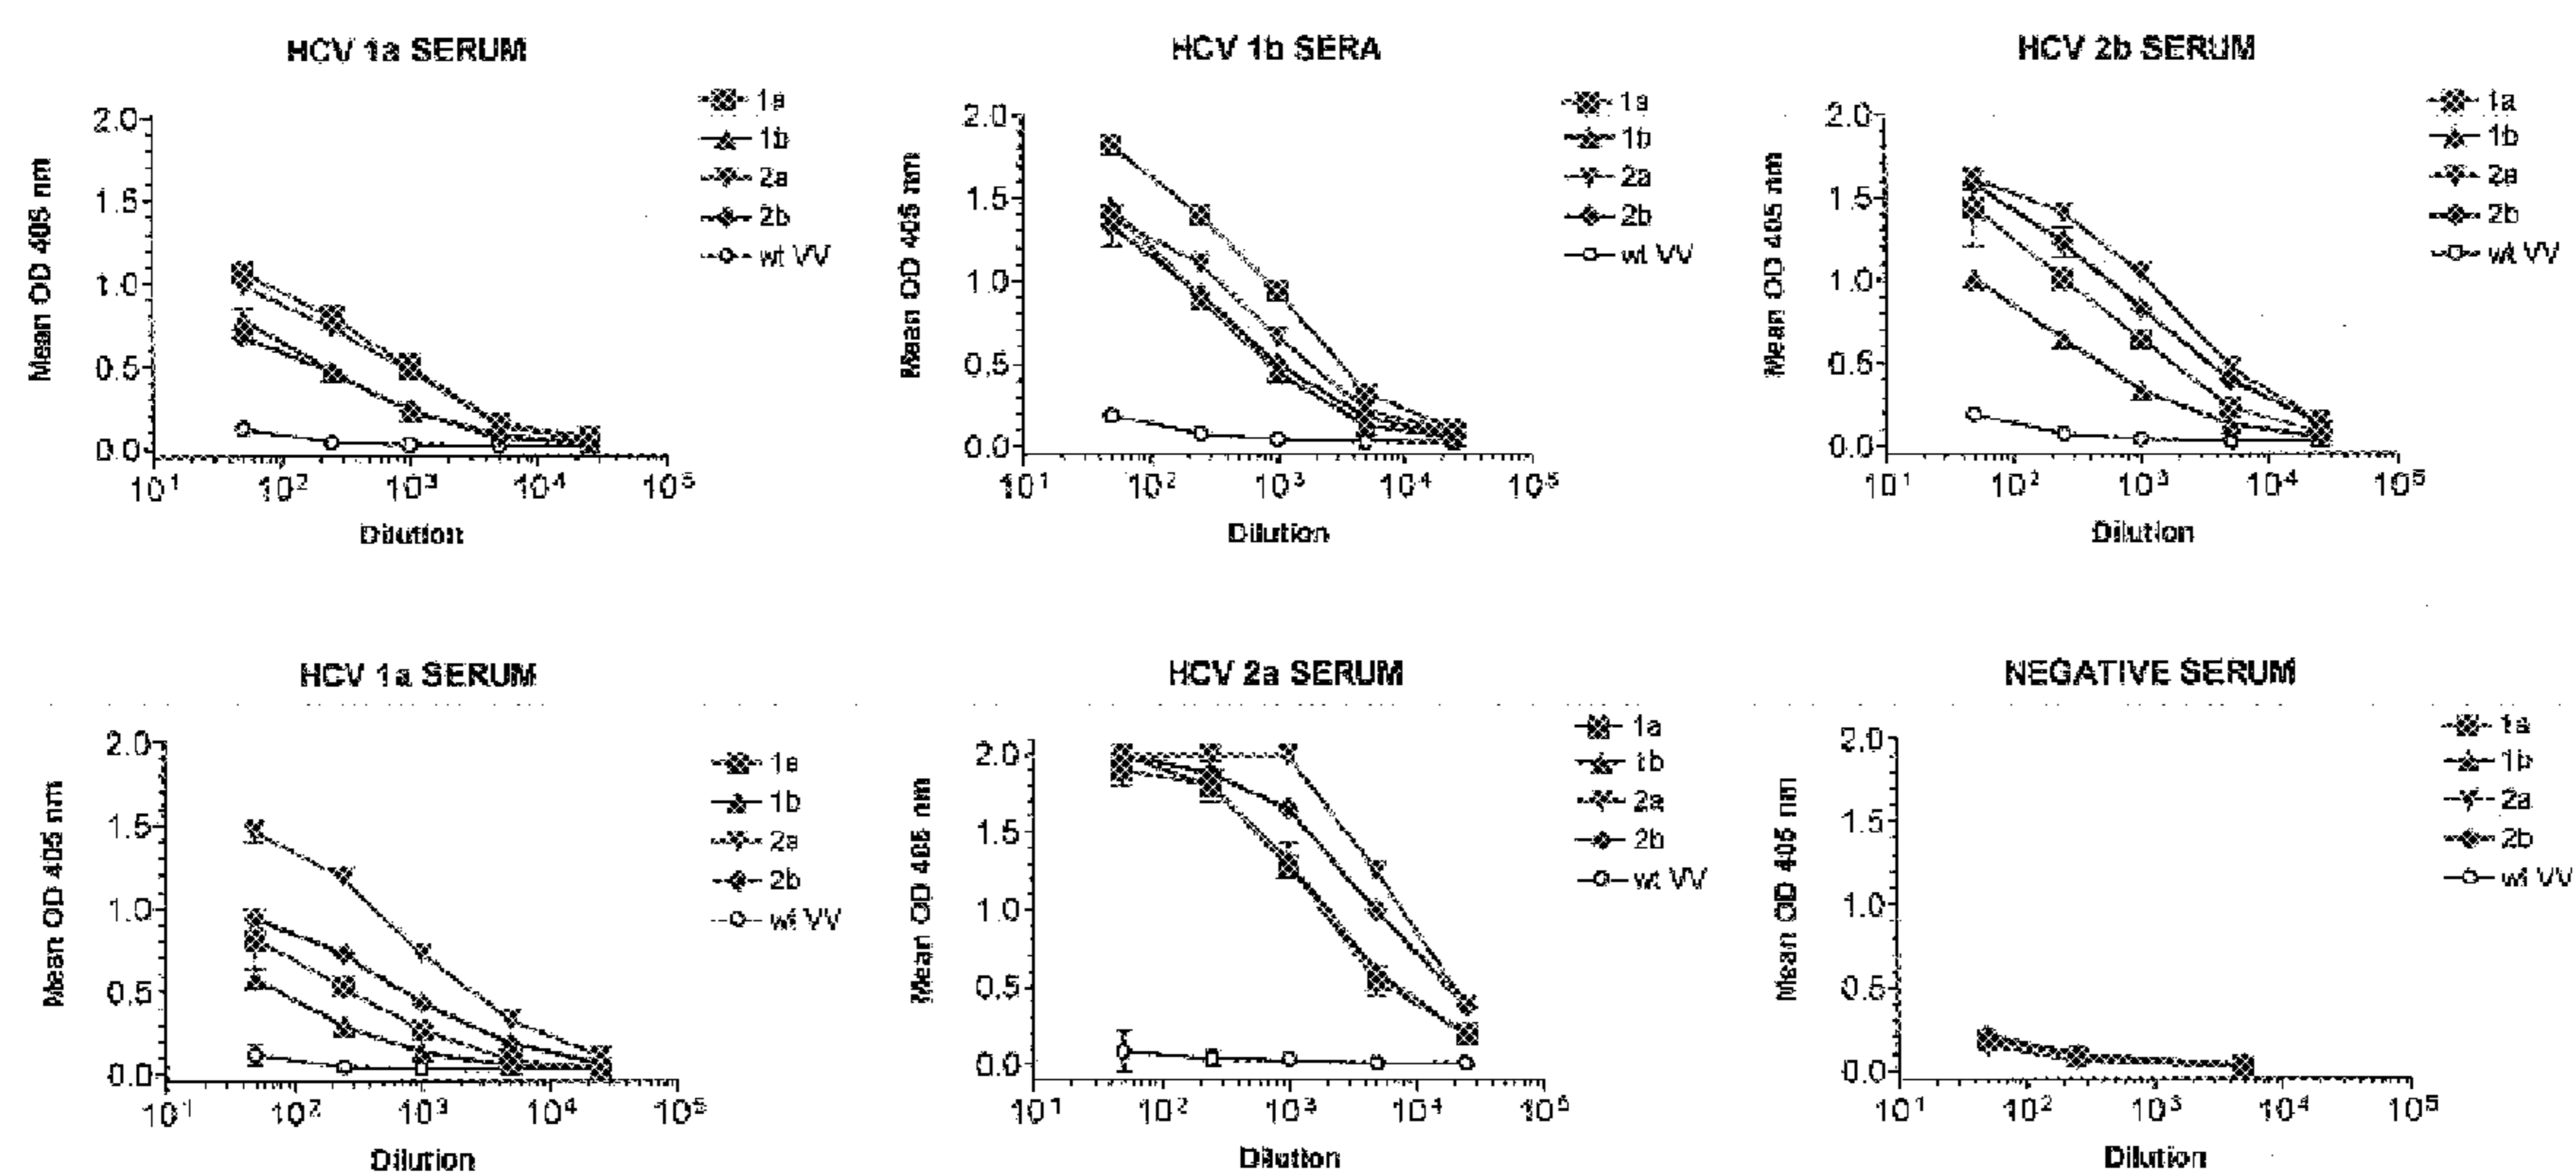 HCV 1a SERUM
Mean OD 405 nm
2.0
1.5
1.0
0.5
0.0
10¹ 10² 10³ 10⁴ 10⁵
Dilution
1a
1b
2a
2b
wt VV
HCV 1b SERA
Mean OD 405 nm
2.0
1.5
1.0
0.5
0.0
10¹ 10² 10³ 10⁴ 10⁵
Dilution
1a
1b
2a
2b
wt VV
HCV 2b SERUM
Mean OD 405 nm
2.0
1.5
1.0
0.5
0.0
10¹ 10² 10³ 10⁴ 10⁵
Dilution
1a
1b
2a
2b
wt VV
HCV 1a SERUM
Mean OD 405 nm
2.0
1.5
1.0
0.5
0.0
10¹ 10² 10³ 10⁴ 10⁵
Dilution
1a
1b
2a
2b
wt VV
HCV 2a SERUM
Mean OD 405 nm
2.0
1.5
1.0
0.5
0.0
10¹ 10² 10³ 10⁴ 10⁵
Dilution
1a
1b
2a
2b
wt VV
NEGATIVE SERUM
Mean OD 405 nm
2.0
1.5
1.0
0.5
0.0
10¹ 10² 10³ 10⁴ 10⁵
Dilution
1a
1b
2a
2b
wt VV